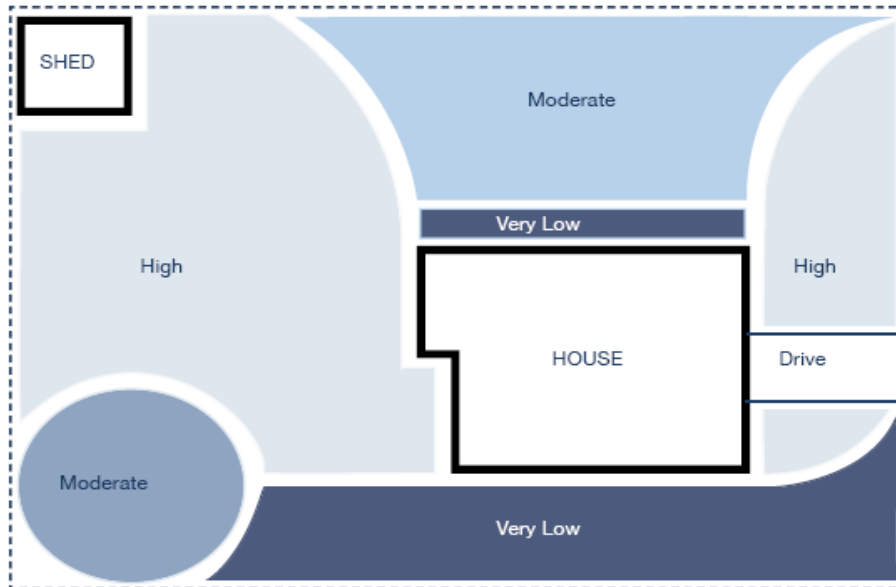 SHED
Moderate
Very Low
High
High
HOUSE
Drive
Moderate
Very Low